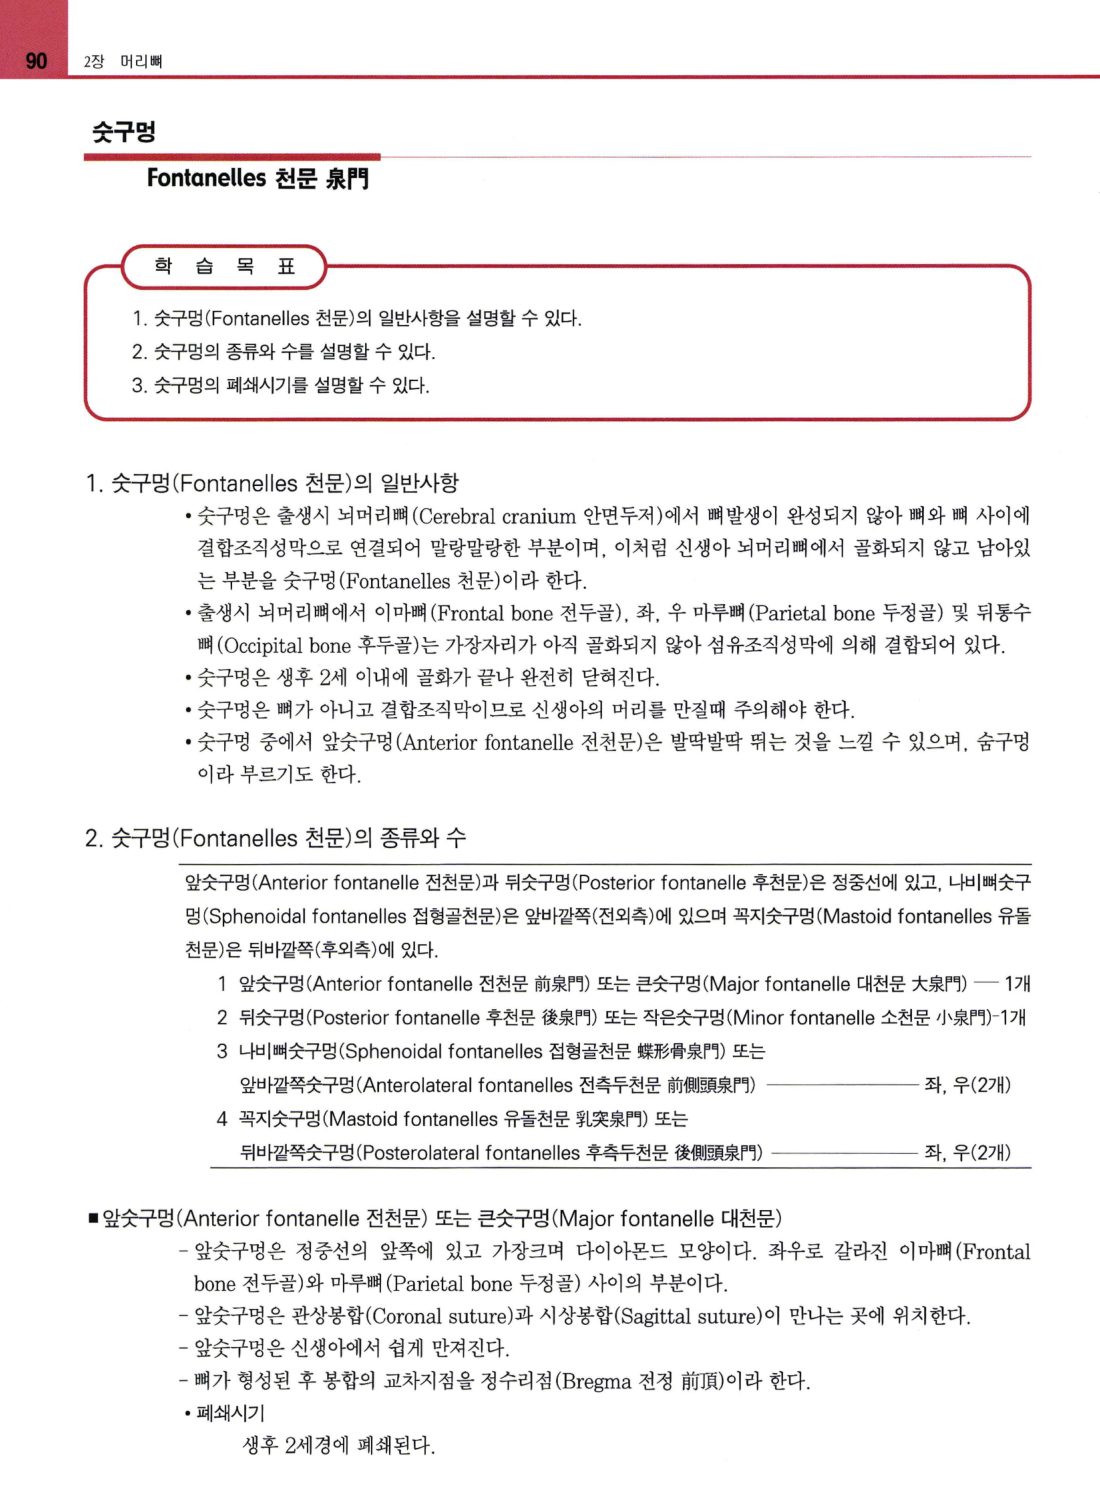 90
2장 머리뼈
숫구멍
Fontanelles 천문 泉門
학 습 목 표
1. 숫구멍(Fontanelles 천문)의 일반사항을 설명할 수 있다.
2. 숫구멍의 종류와 수를 설명할 수 있다.
3. 숫구멍의 폐쇄시기를 설명할 수 있다.
1. 숫구멍(Fontanelles 천문)의 일반사항
• 숫구멍은 출생시 뇌머리뼈(Cerebral cranium 안면두저)에서 뼈발생이 완성되지 않아 뼈와 뼈 사이에
결합조직성막으로 연결되어 말랑말랑한 부분이며, 이처럼 신생아 뇌머리뼈에서 골화되지 않고 남아있
는 부분을 숫구멍(Fontanelles 천문)이라 한다.
• 출생시 뇌머리뼈에서 이마뼈(Frontal bone 전두골), 좌, 우 마루뼈(Parietal bone 두정골) 및 뒤통수
뼈(Occipital bone 후두골)는 가장자리가 아직 골화되지 않아 섬유조직성막에 의해 결합되어 있다.
• 숫구멍은 생후 2세 이내에 골화가 끝나 완전히 닫혀진다.
• 숫구멍은 뼈가 아니고 결합조직막이므로 신생아의 머리를 만질때 주의해야 한다.
• 숫구멍 중에서 앞숫구멍(Anterior fontanelle 전천문)은 발딱발딱 뛰는 것을 느낄 수 있으며, 숨구멍
이라 부르기도 한다.
2. 숫구멍(Fontanelles 천문)의 종류와 수
앞숫구멍(Anterior fontanelle 전천문)과 뒤숫구멍(Posterior fontanelle 후천문)은 정중선에 있고, 나비뼈숫구
멍(Sphenoidal fontanelles 접형골천문)은 앞바깥쪽(전외측)에 있으며 꼭지숫구멍(Mastoid fontanelles 유돌
천문)은 뒤바깥쪽(후외측)에 있다.
1 앞숫구멍(Anterior fontanelle 전천문 前泉門) 또는 큰숫구멍(Major fontanelle 대천문 大泉門) ── 1개
2 뒤숫구멍(Posterior fontanelle 후천문 後泉門) 또는 작은숫구멍(Minor fontanelle 소천문 小泉門)-1개
3 나비뼈숫구멍(Sphenoidal fontanelles 접형골천문 蝶形骨泉門) 또는
앞바깥쪽숫구멍(Anterolateral fontanelles 전측두천문 前側頭泉門) ──────── 좌, 우(2개)
4 꼭지숫구멍(Mastoid fontanelles 유돌천문 乳突泉門) 또는
뒤바깥쪽숫구멍(Posterolateral fontanelles 후측두천문 後側頭泉門) ──────── 좌, 우(2개)
■ 앞숫구멍(Anterior fontanelle 전천문) 또는 큰숫구멍(Major fontanelle 대천문)
- 앞숫구멍은 정중선의 앞쪽에 있고 가장크며 다이아몬드 모양이다. 좌우로 갈라진 이마뼈(Frontal
bone 전두골)와 마루뼈(Parietal bone 두정골) 사이의 부분이다.
- 앞숫구멍은 관상봉합(Coronal suture)과 시상봉합(Sagittal suture)이 만나는 곳에 위치한다.
- 앞숫구멍은 신생아에서 쉽게 만져진다.
- 뼈가 형성된 후 봉합의 교차지점을 정수리점(Bregma 전정 前頂)이라 한다.
• 폐쇄시기
생후 2세경에 폐쇄된다.